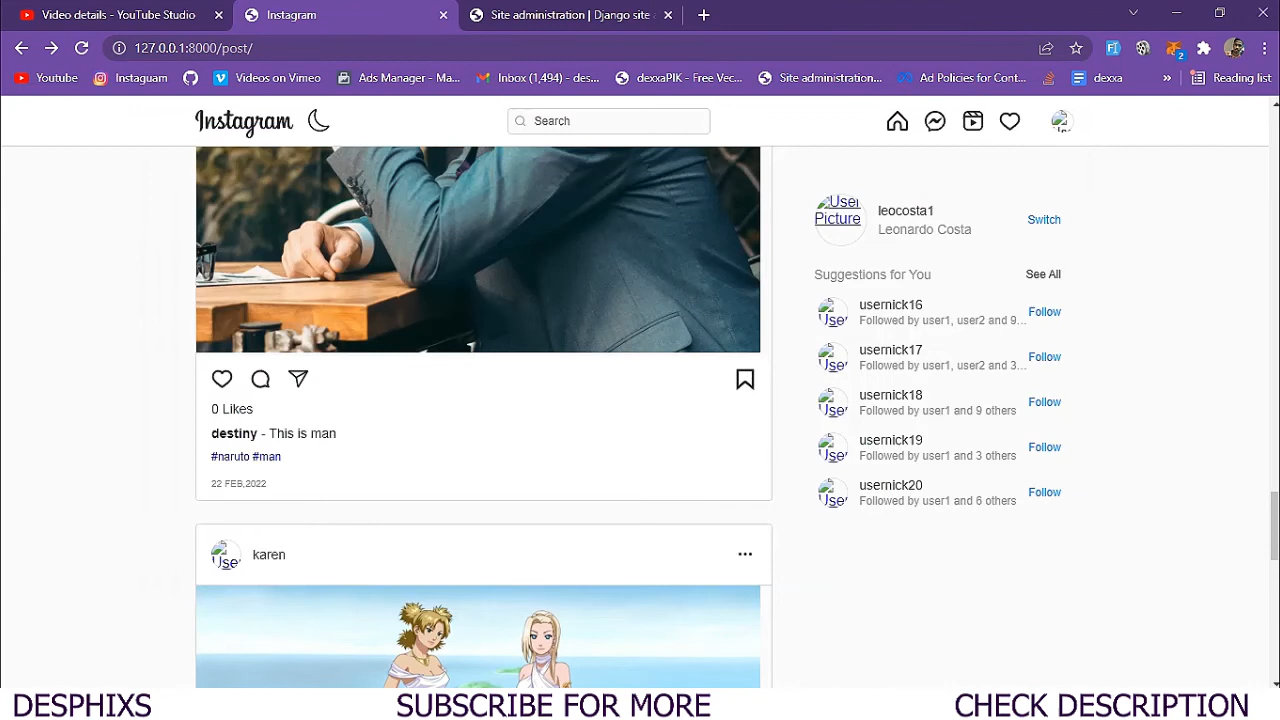 Video details - YouTube Studio
Instagram
Site administration | Django site a
127.0.0.1:8000/post/
2
Youtube
Instaguam
Videos on Vimeo
Ads Manager - Ma...
Inbox (1,494) - des...
dexxaPIK - Free Vec...
Site administration...
Ad Policies for Cont...
dexxa
»
Reading list
Instagram
Search
User
Picture
leocosta1
Leonardo Costa
Switch
Suggestions for You
See All
usernick16
Followed by user1, user2 and 9...
Follow
usernick17
Followed by user1, user2 and 3...
Follow
usernick18
Followed by user1 and 9 others
Follow
usernick19
Followed by user1 and 3 others
Follow
usernick20
Followed by user1 and 6 others
Follow
0 Likes
destiny - This is man
#naruto #man
22 FEB,2022
karen
DESPHIXS
SUBSCRIBE FOR MORE
CHECK DESCRIPTION